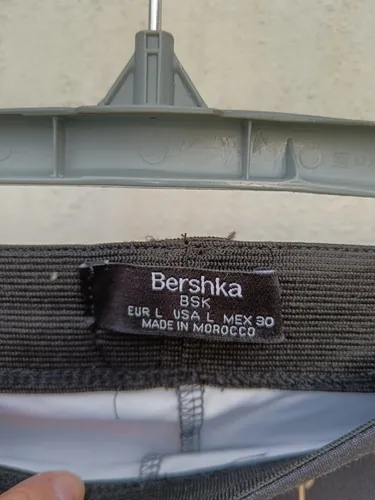 Bershka
BSK
EUR L USA L MEX 30
MADE IN MOROCCO